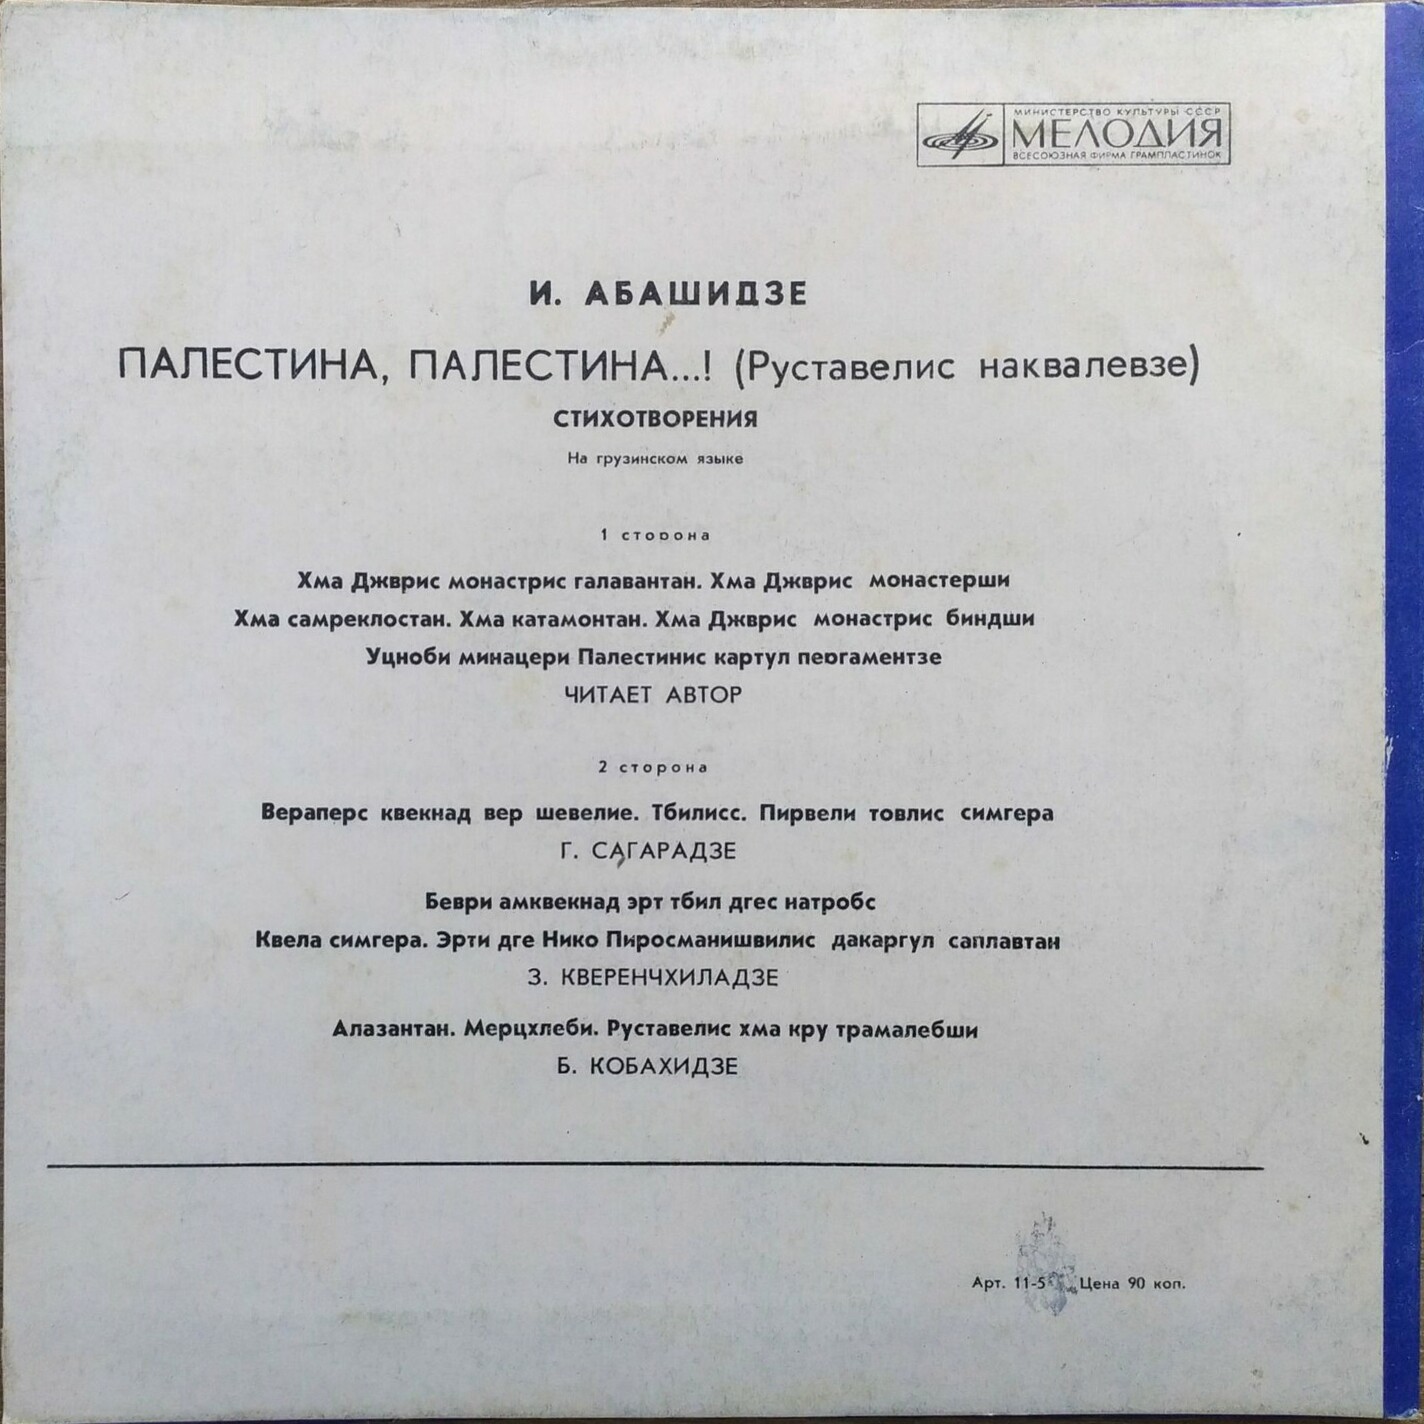 МИНИСТЕРСТВО КУЛЬТУРЫ СССР
МЕЛОДИЯ
ВСЕСОЮЗНАЯ ФИРМА ГРАМПЛАСТИНОК
И. АБАШИДЗЕ
ПАЛЕСТИНА, ПАЛЕСТИНА...! (Руставелис наквалевзе)
СТИХОТВОРЕНИЯ
На грузинском языке
1 сторона
Хма Джврис монастрис галавантан. Хма Джврис монастерши
Хма самреклостан. Хма катамонтан. Хма Джврис монастрис биндши
Уцноби минацери Палестинис картул пергаментзе
ЧИТАЕТ АВТОР
2 сторона
Вераперс квекнад вер шевелие. Тбилисс. Пирвели товлис симгера
Г. САГАРАДЗЕ
Беври амквекнад эрт тбил дгес натробс
Квела симгера. Эрти дге Нико Пиросманишвилис дакаргул саплавтан
З. КВЕРЕНЧХИЛАДЗЕ
Алазантан. Мерцхлеби. Руставелис хма кру трамалебши
Б. КОБАХИДЗЕ
Арт. 11-5 Цена 90 коп.